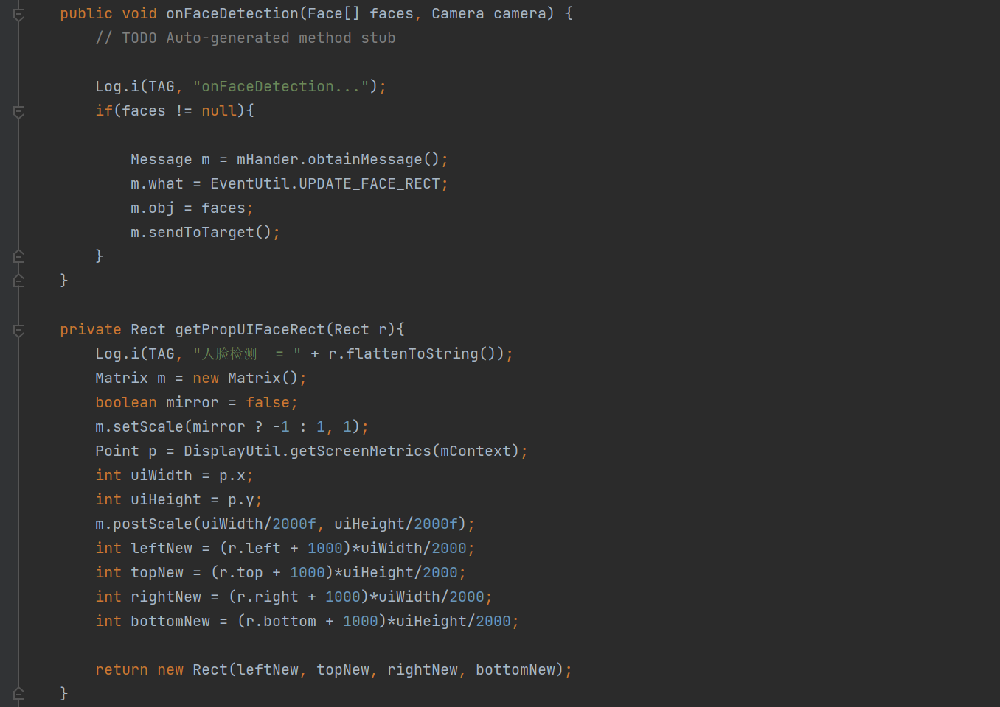 public void onFaceDetection(Face[] faces, Camera camera) {
// TODO Auto-generated method stub
Log.i(TAG, "onFaceDetection...");
if(faces != null){
Message m = mHander.obtainMessage();
m.what = EventUtil.UPDATE_FACE_RECT;
m.obj = faces;
m.sendToTarget();
}
}
private Rect getPropUIFaceRect(Rect r){
Log.i(TAG, "人脸检测  = " + r.flattenToString());
Matrix m = new Matrix();
boolean mirror = false;
m.setScale(mirror ? -1 : 1, 1);
Point p = DisplayUtil.getScreenMetrics(mContext);
int uiWidth = p.x;
int uiHeight = p.y;
m.postScale(uiWidth/2000f, uiHeight/2000f);
int leftNew = (r.left + 1000)*uiWidth/2000;
int topNew = (r.top + 1000)*uiHeight/2000;
int rightNew = (r.right + 1000)*uiWidth/2000;
int bottomNew = (r.bottom + 1000)*uiHeight/2000;
return new Rect(leftNew, topNew, rightNew, bottomNew);
}